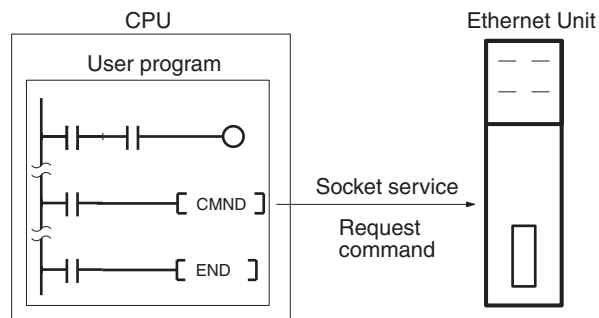 CPU
Ethernet Unit
User program
CMND
END
Socket service
Request
command